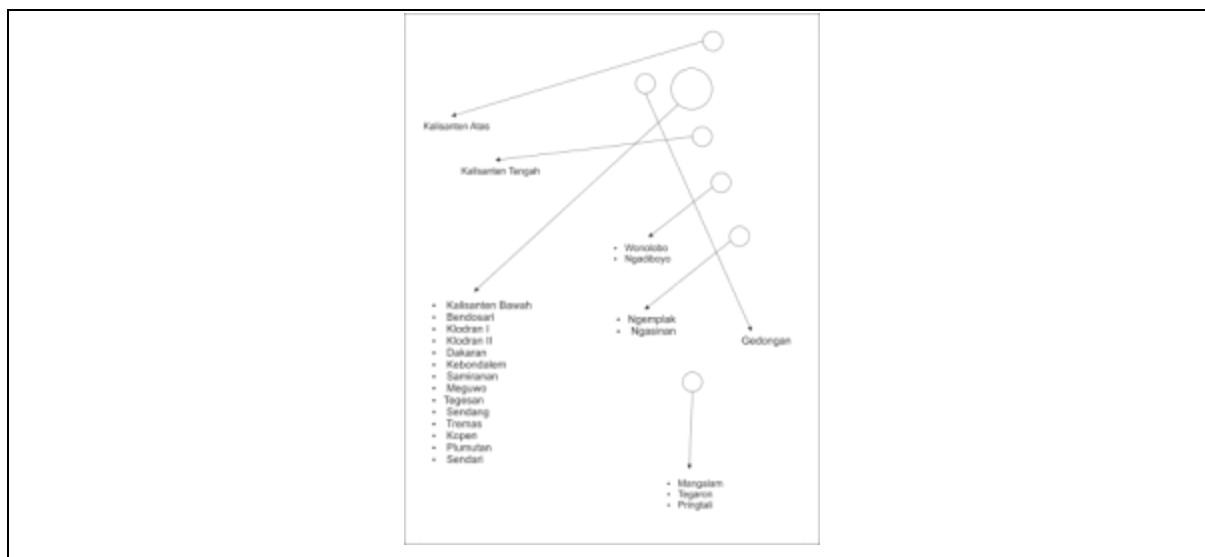 Kalisanten Atas
Kalisanten Tengah
• Wonolobo
• Ngadiboyo
• Kalisanten Bawah
• Bendosari
• Klodran I
• Klodran II
• Dakaran
• Kebondalem
• Samiranan
• Meguwo
• Tegesan
• Sendang
• Tremas
• Kopen
• Plumutan
• Sendari
• Ngemplak
• Ngasinan
Gedongan
• Mangalam
• Tegaron
• Pringtali